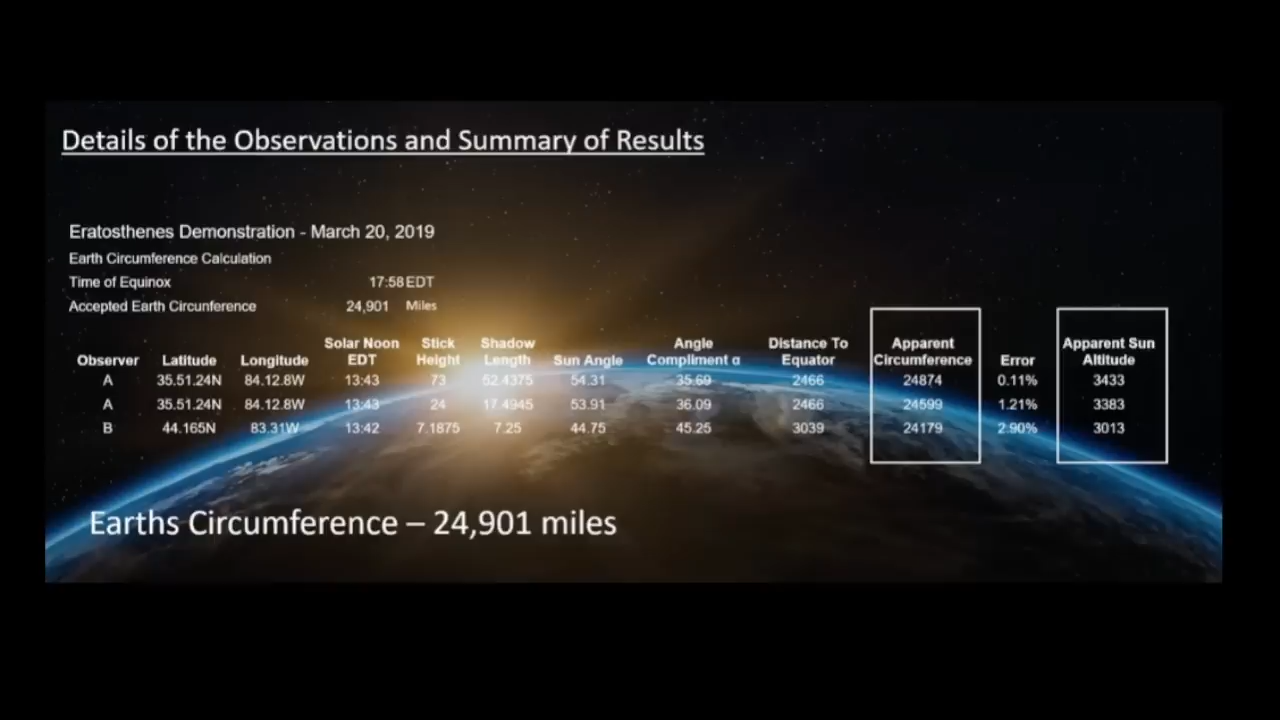 Details of the Observations and Summary of Results
Eratosthenes Demonstration - March 20, 2019
Earth Circumference Calculation
Time of Equinox 17:58 EDT
Accepted Earth Circumference 24,901 Miles
Observer Latitude Longitude Solar Noon EDT Stick Height Shadow Length Sun Angle Angle Compliment α Distance To Equator Apparent Circumference Error Apparent Sun Altitude
A 35.51.24N 84.12.8W 13:43 73 52.4375 54.31 35.69 2466 24874 0.11% 3433
A 35.51.24N 84.12.8W 13:43 24 17.4945 53.91 36.09 2466 24599 1.21% 3383
B 44.165N 83.31W 13:42 7.1875 7.25 44.75 45.25 3039 24179 2.90% 3013
Earths Circumference – 24,901 miles